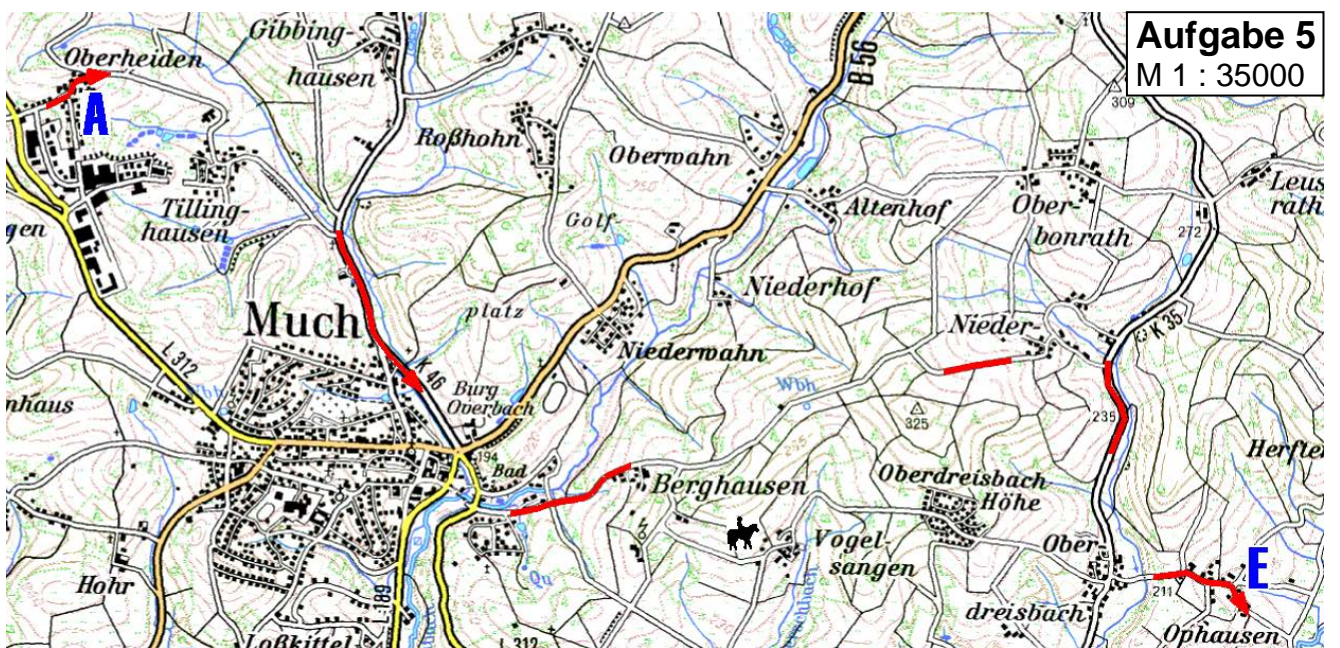 Aufgabe 5
M 1 : 35000
Oberheiden
A
Gibbing-
hausen
B 56
309
Roßhohn
Oberwahn
Leus
rath
Altenhof
Ober-
bonrath
272
Tilling-
hausen
gen
Golf-
platz
Niederhof
Much
Nieder-
K 35
Niederwahn
L 312
K 46
Wbh
Wbh
325
235
Burg
Overbach
nhaus
194
Bad
Berghausen
Oberdreisbach
Höhe
Vogel-
sangen
Ober-
dreisbach
E
211
Qu
Hohr
L 189
L 312
Loßkittel-
Ophausen